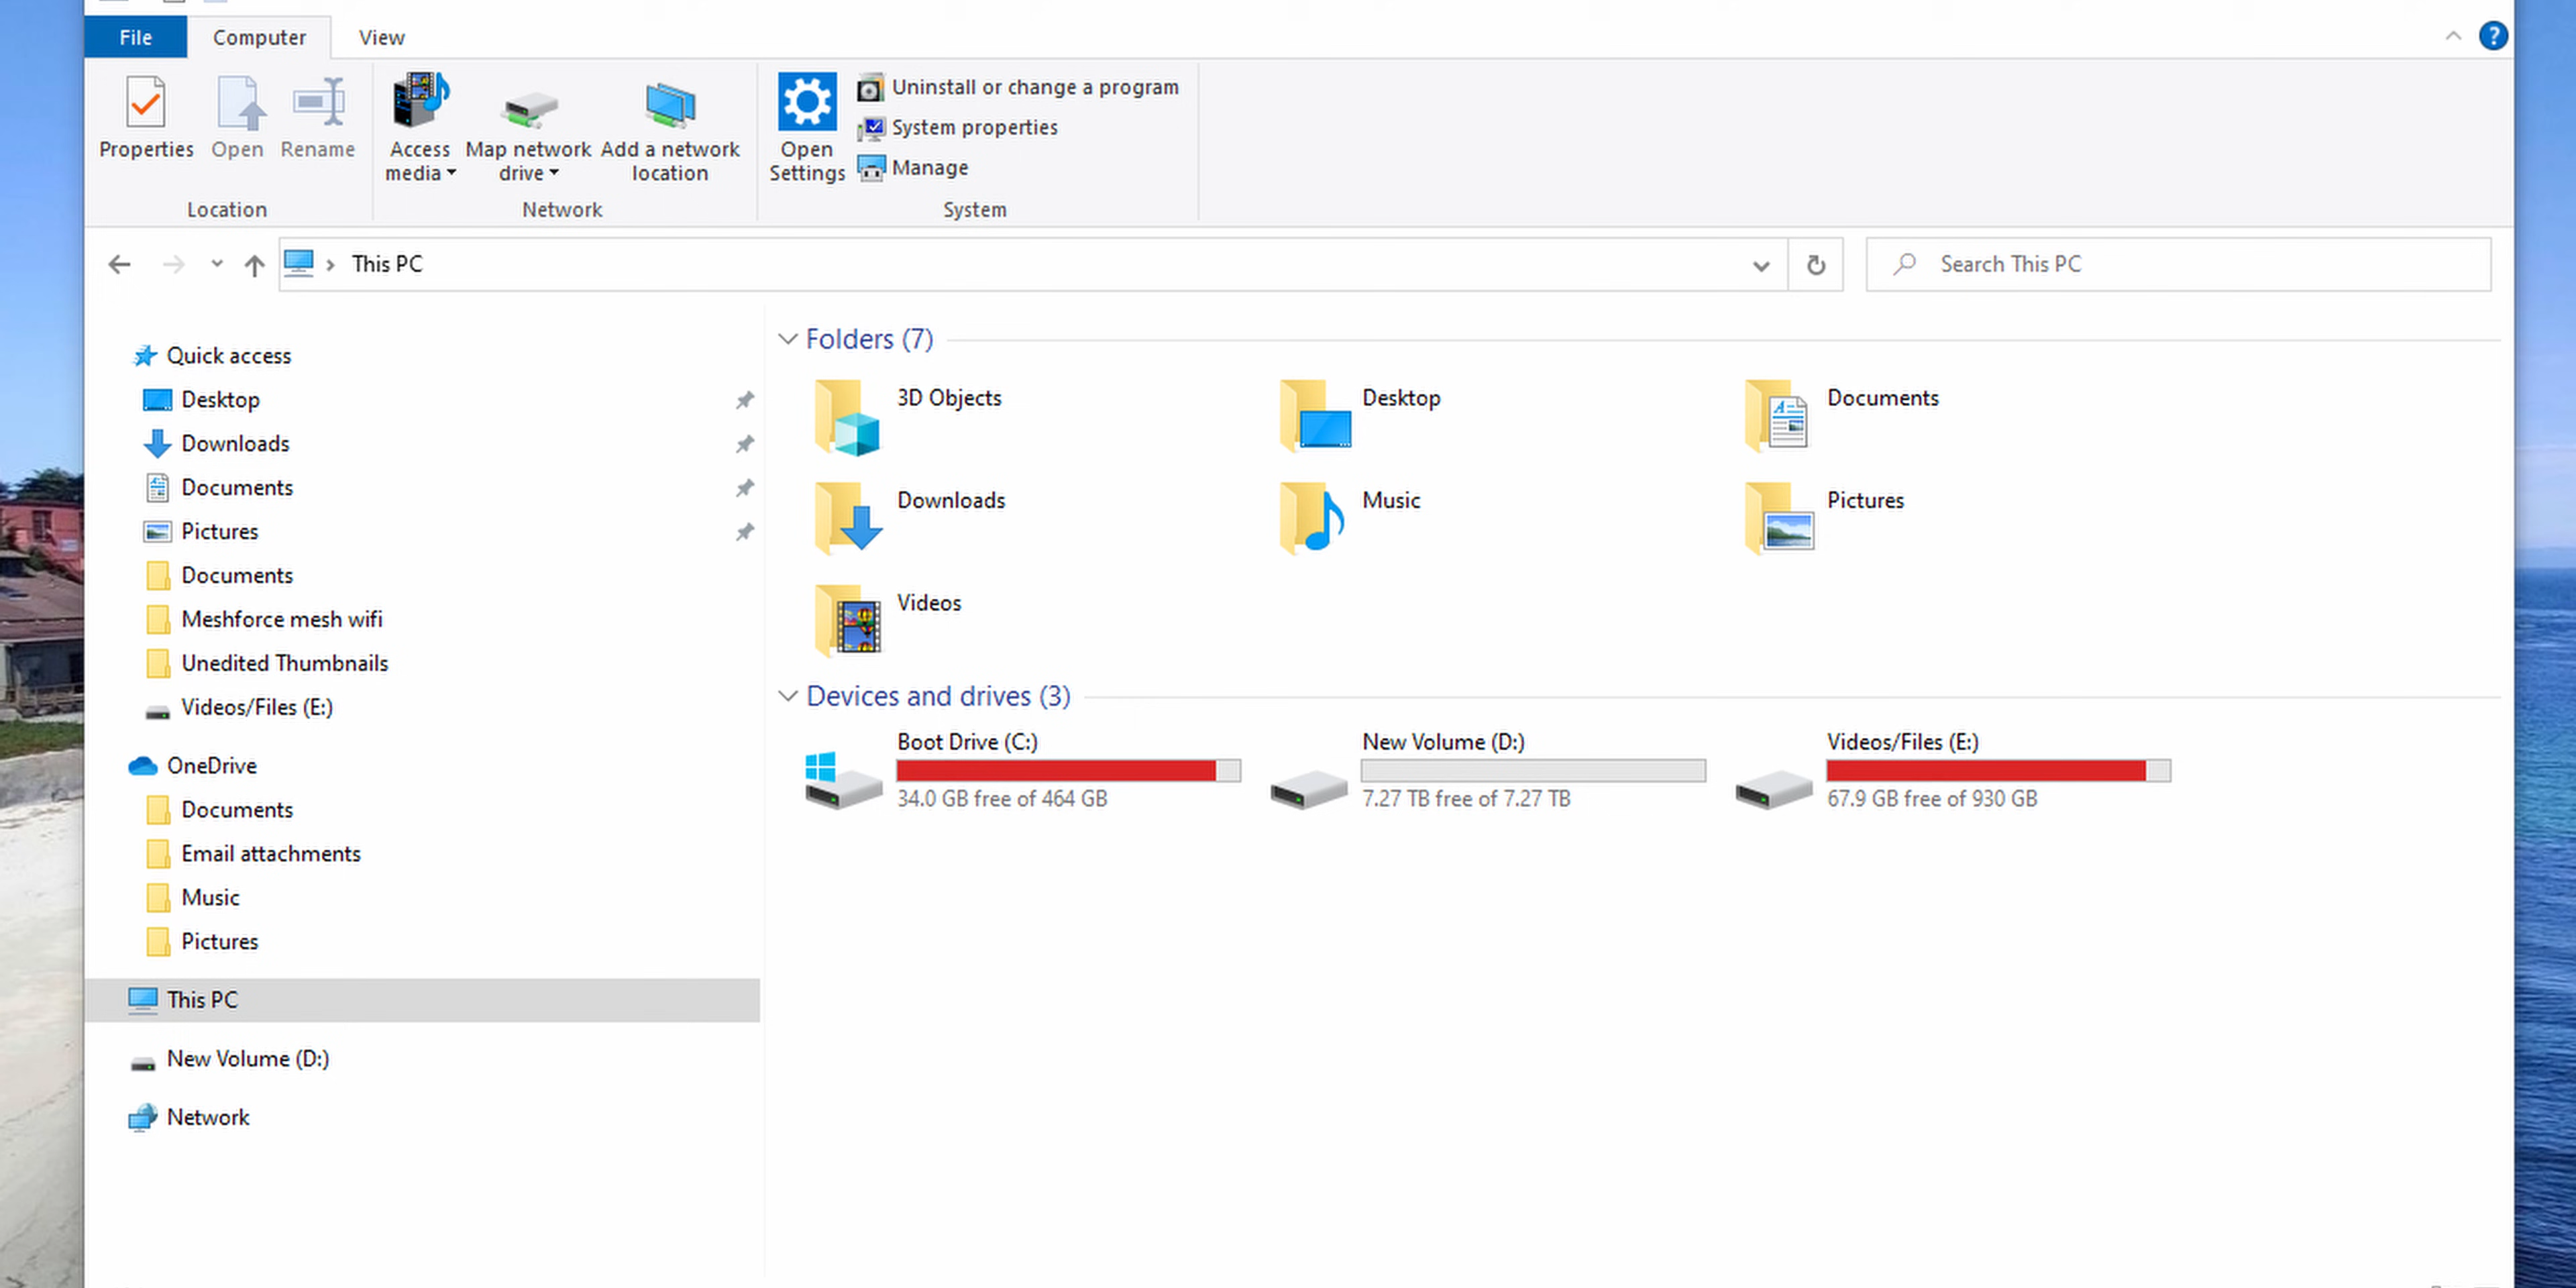 File
Computer
View
Properties
Open
Rename
Access
media
Map network
drive
Add a network
location
Open
Settings
Uninstall or change a program
System properties
Manage
Location
Network
System
This PC
Search This PC
Quick access
Desktop
Downloads
Documents
Pictures
Documents
Meshforce mesh wifi
Unedited Thumbnails
Videos/Files (E:)
OneDrive
Documents
Email attachments
Music
Pictures
This PC
New Volume (D:)
Network
Folders (7)
3D Objects
Desktop
Documents
Downloads
Music
Pictures
Videos
Devices and drives (3)
Boot Drive (C:)
34.0 GB free of 464 GB
New Volume (D:)
7.27 TB free of 7.27 TB
Videos/Files (E:)
67.9 GB free of 930 GB